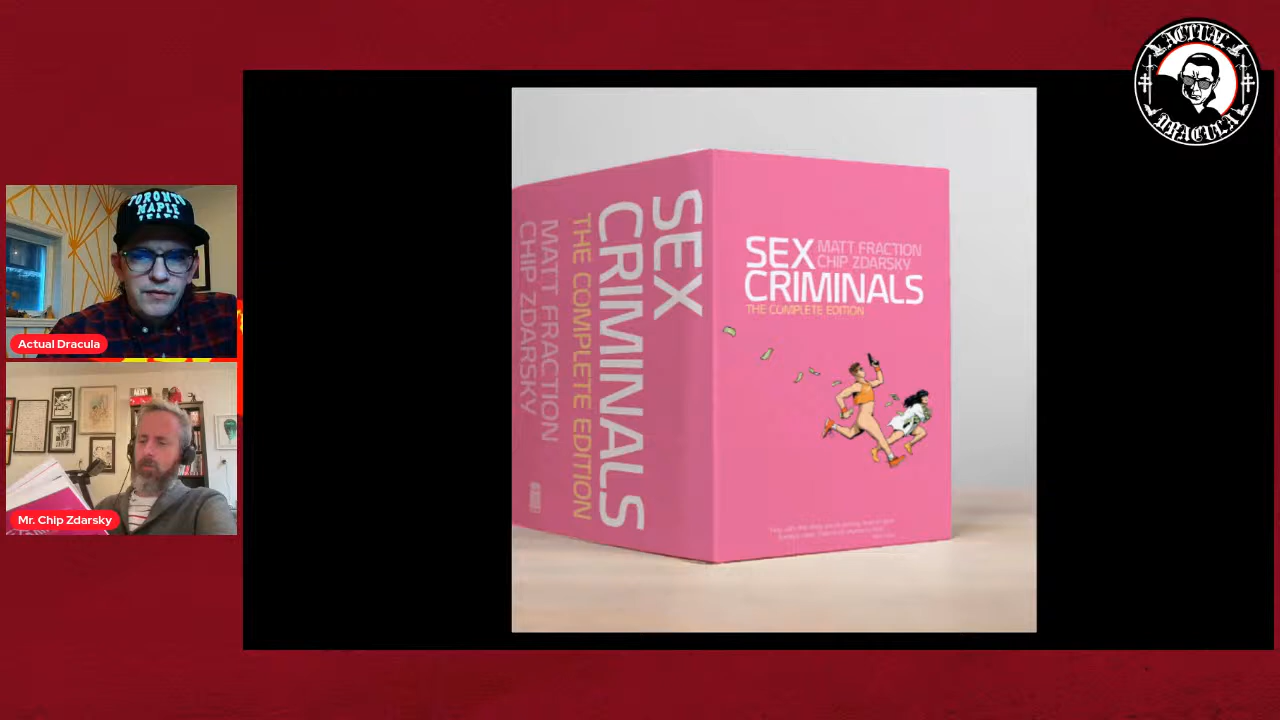 ACTUAL
DRACULA
TORONTO
MAPLE
LEAFS
Actual Dracula
Mr. Chip Zdarsky
SEX
CRIMINALS
THE COMPLETE EDITION
MATT FRACTION
CHIP ZDARSKY
SEX MATT FRACTION
CHIP ZDARSKY
CRIMINALS
THE COMPLETE EDITION